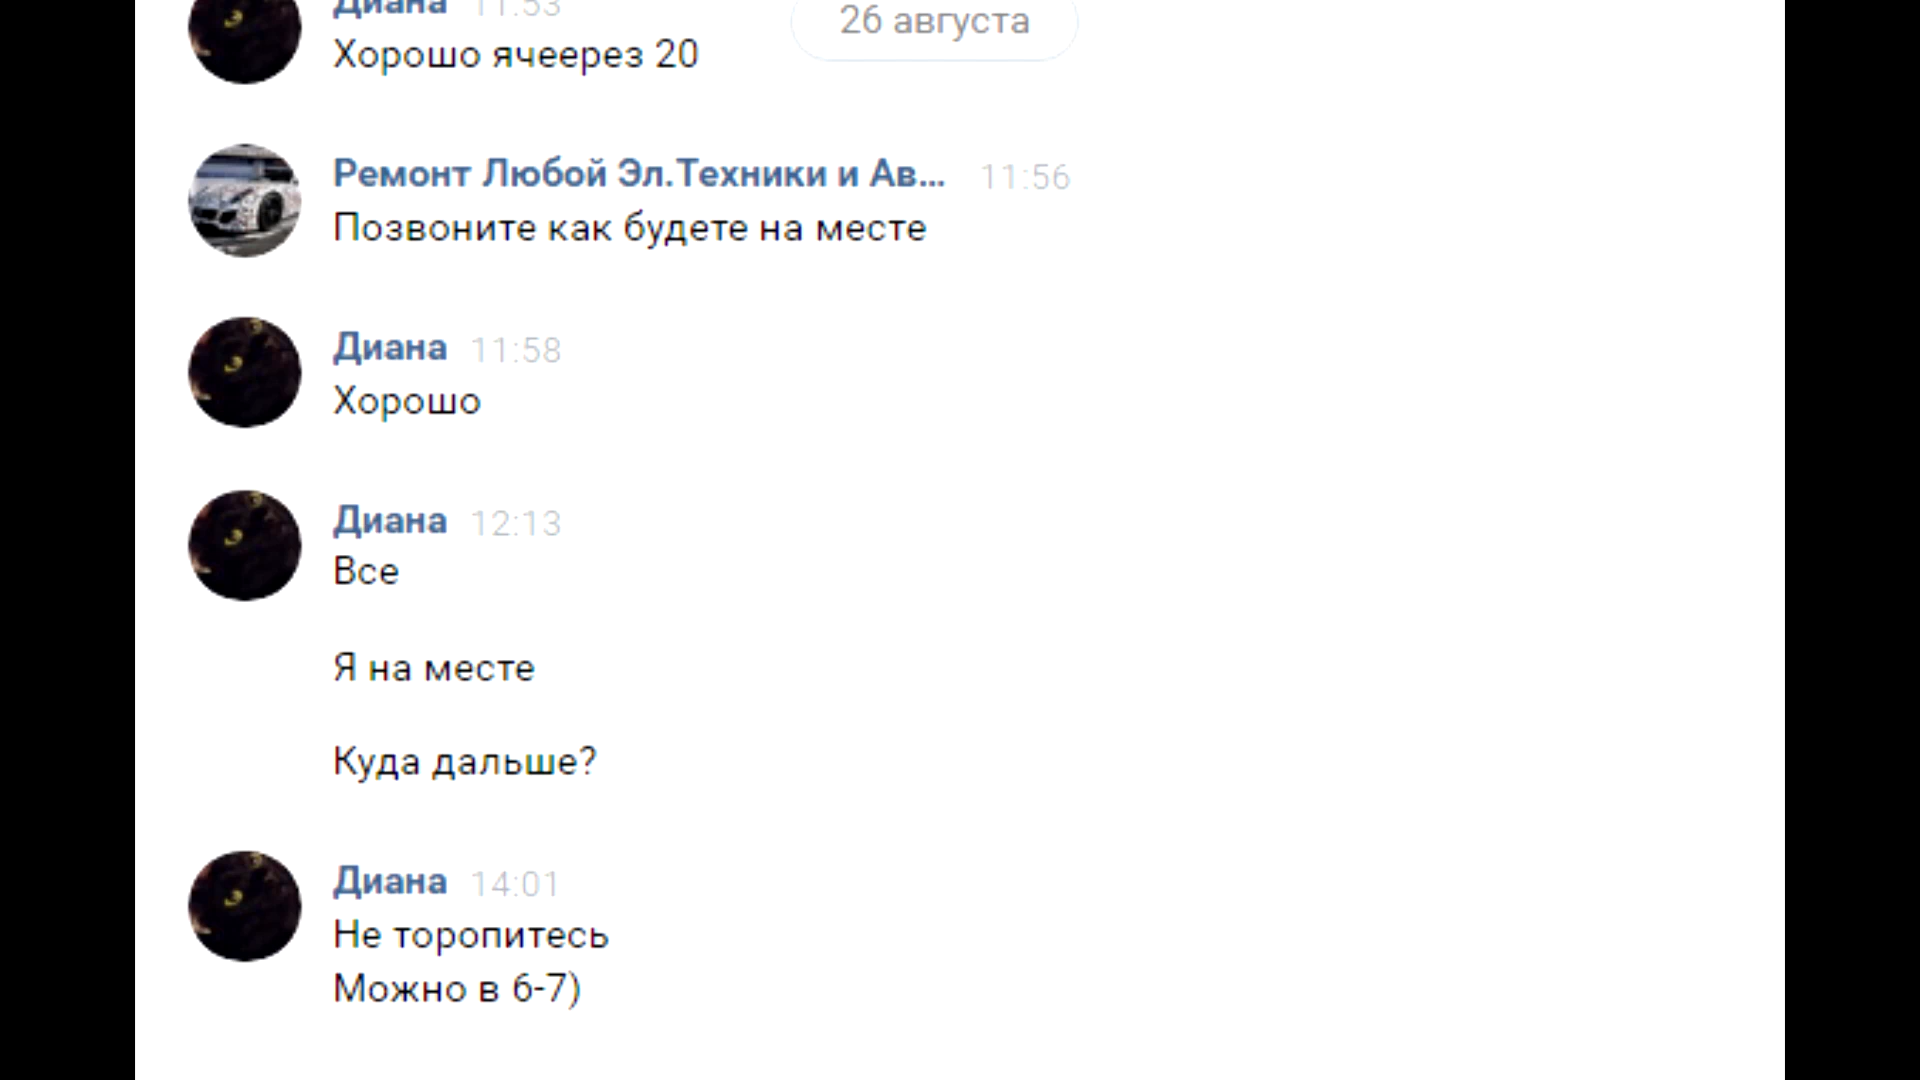 Диана 11:53
26 августа
Хорошо ячеерез 20
Ремонт Любой Эл.Техники и Ав... 11:56
Позвоните как будете на месте
Диана 11:58
Хорошо
Диана 12:13
Все
Я на месте
Куда дальше?
Диана 14:01
Не торопитесь
Можно в 6-7)